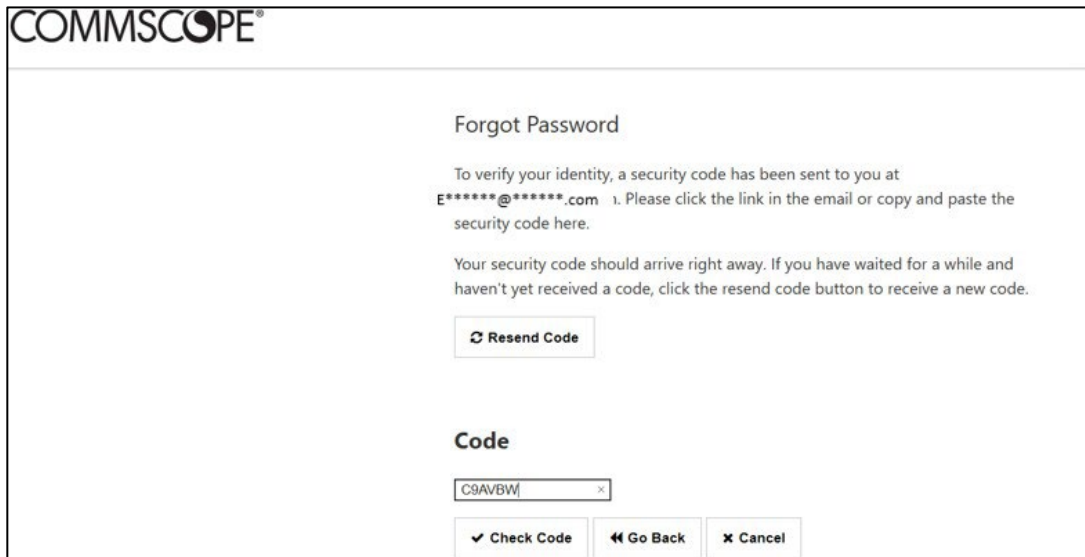 COMMSCOPE®
Forgot Password
To verify your identity, a security code has been sent to you at
E******@******.com ı. Please click the link in the email or copy and paste the
security code here.
Your security code should arrive right away. If you have waited for a while and
haven't yet received a code, click the resend code button to receive a new code.
Resend Code
Code
C9AVBW ×
Check Code Go Back Cancel